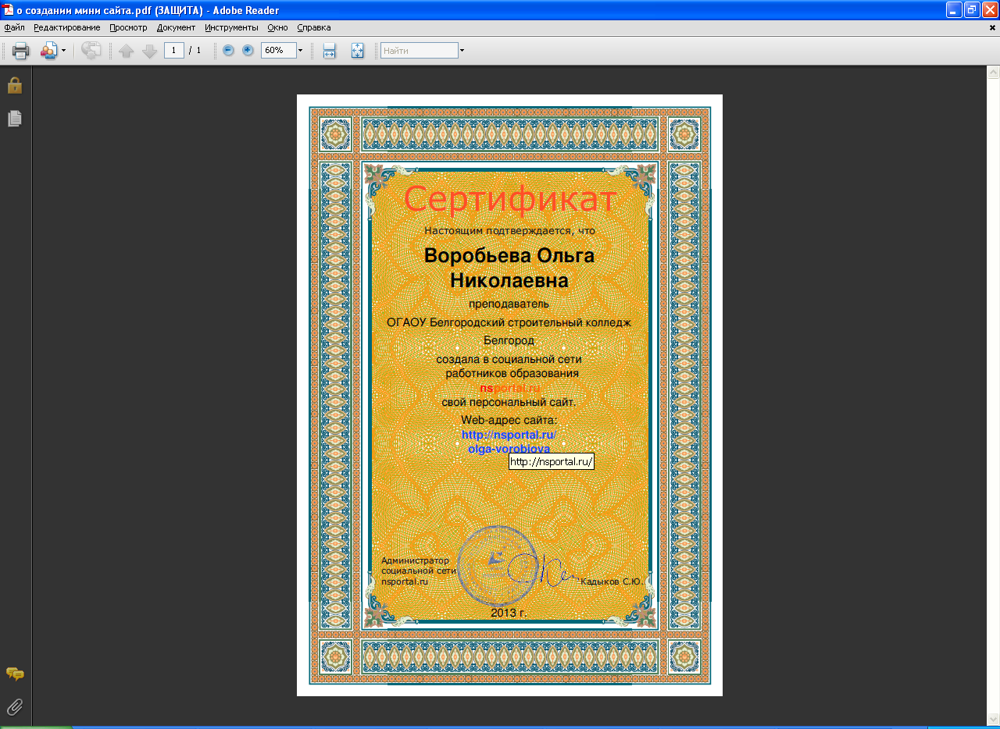 о создании мини сайта.pdf (ЗАЩИТА) - Adobe Reader
Файл Редактирование Просмотр Документ Инструменты Окно Справка
1 / 1 60% Найти
Сертификат
Настоящим подтверждается, что
Воробьева Ольга
Николаевна
преподаватель
ОГАОУ Белгородский строительный колледж
Белгород
создала в социальной сети
работников образования
nsportal.ru
свой персональный сайт.
Web-адрес сайта:
http://nsportal.ru/
olga-vorobiova
http://nsportal.ru/
Администратор
социальной сети
nsportal.ru
Кадыков С.Ю.
2013 г.